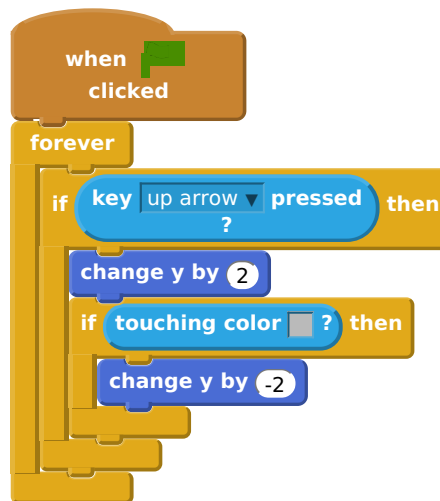 when
clicked
forever
if key up arrow ▼ pressed then
?
change y by 2
if touching color ? then
change y by -2